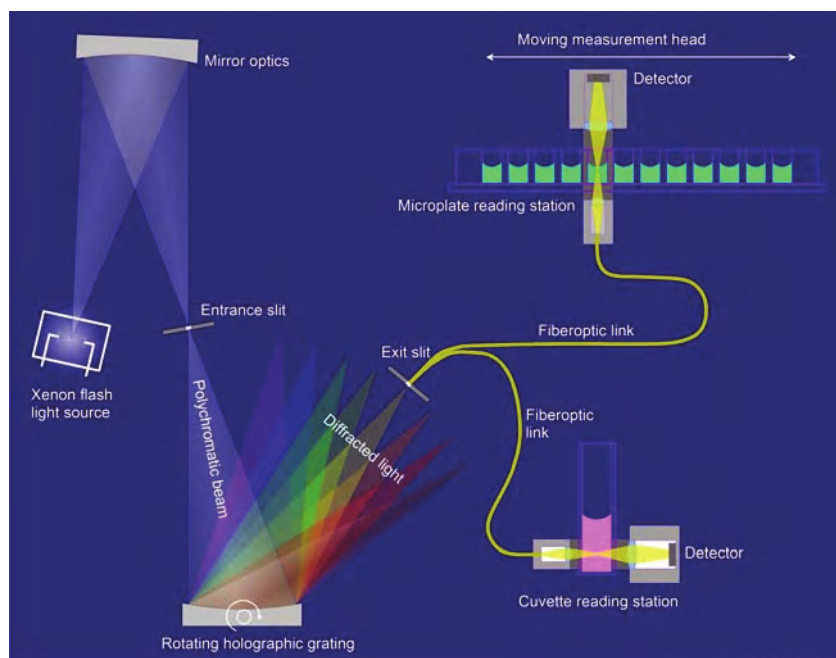 Moving measurement head
Mirror optics
Detector
Microplate reading station
Entrance slit
Fiberoptic link
Exit slit
Xenon flash
light source
Polychromatic beam
Diffracted light
Fiberoptic
link
Detector
Cuvette reading station
Rotating holographic grating